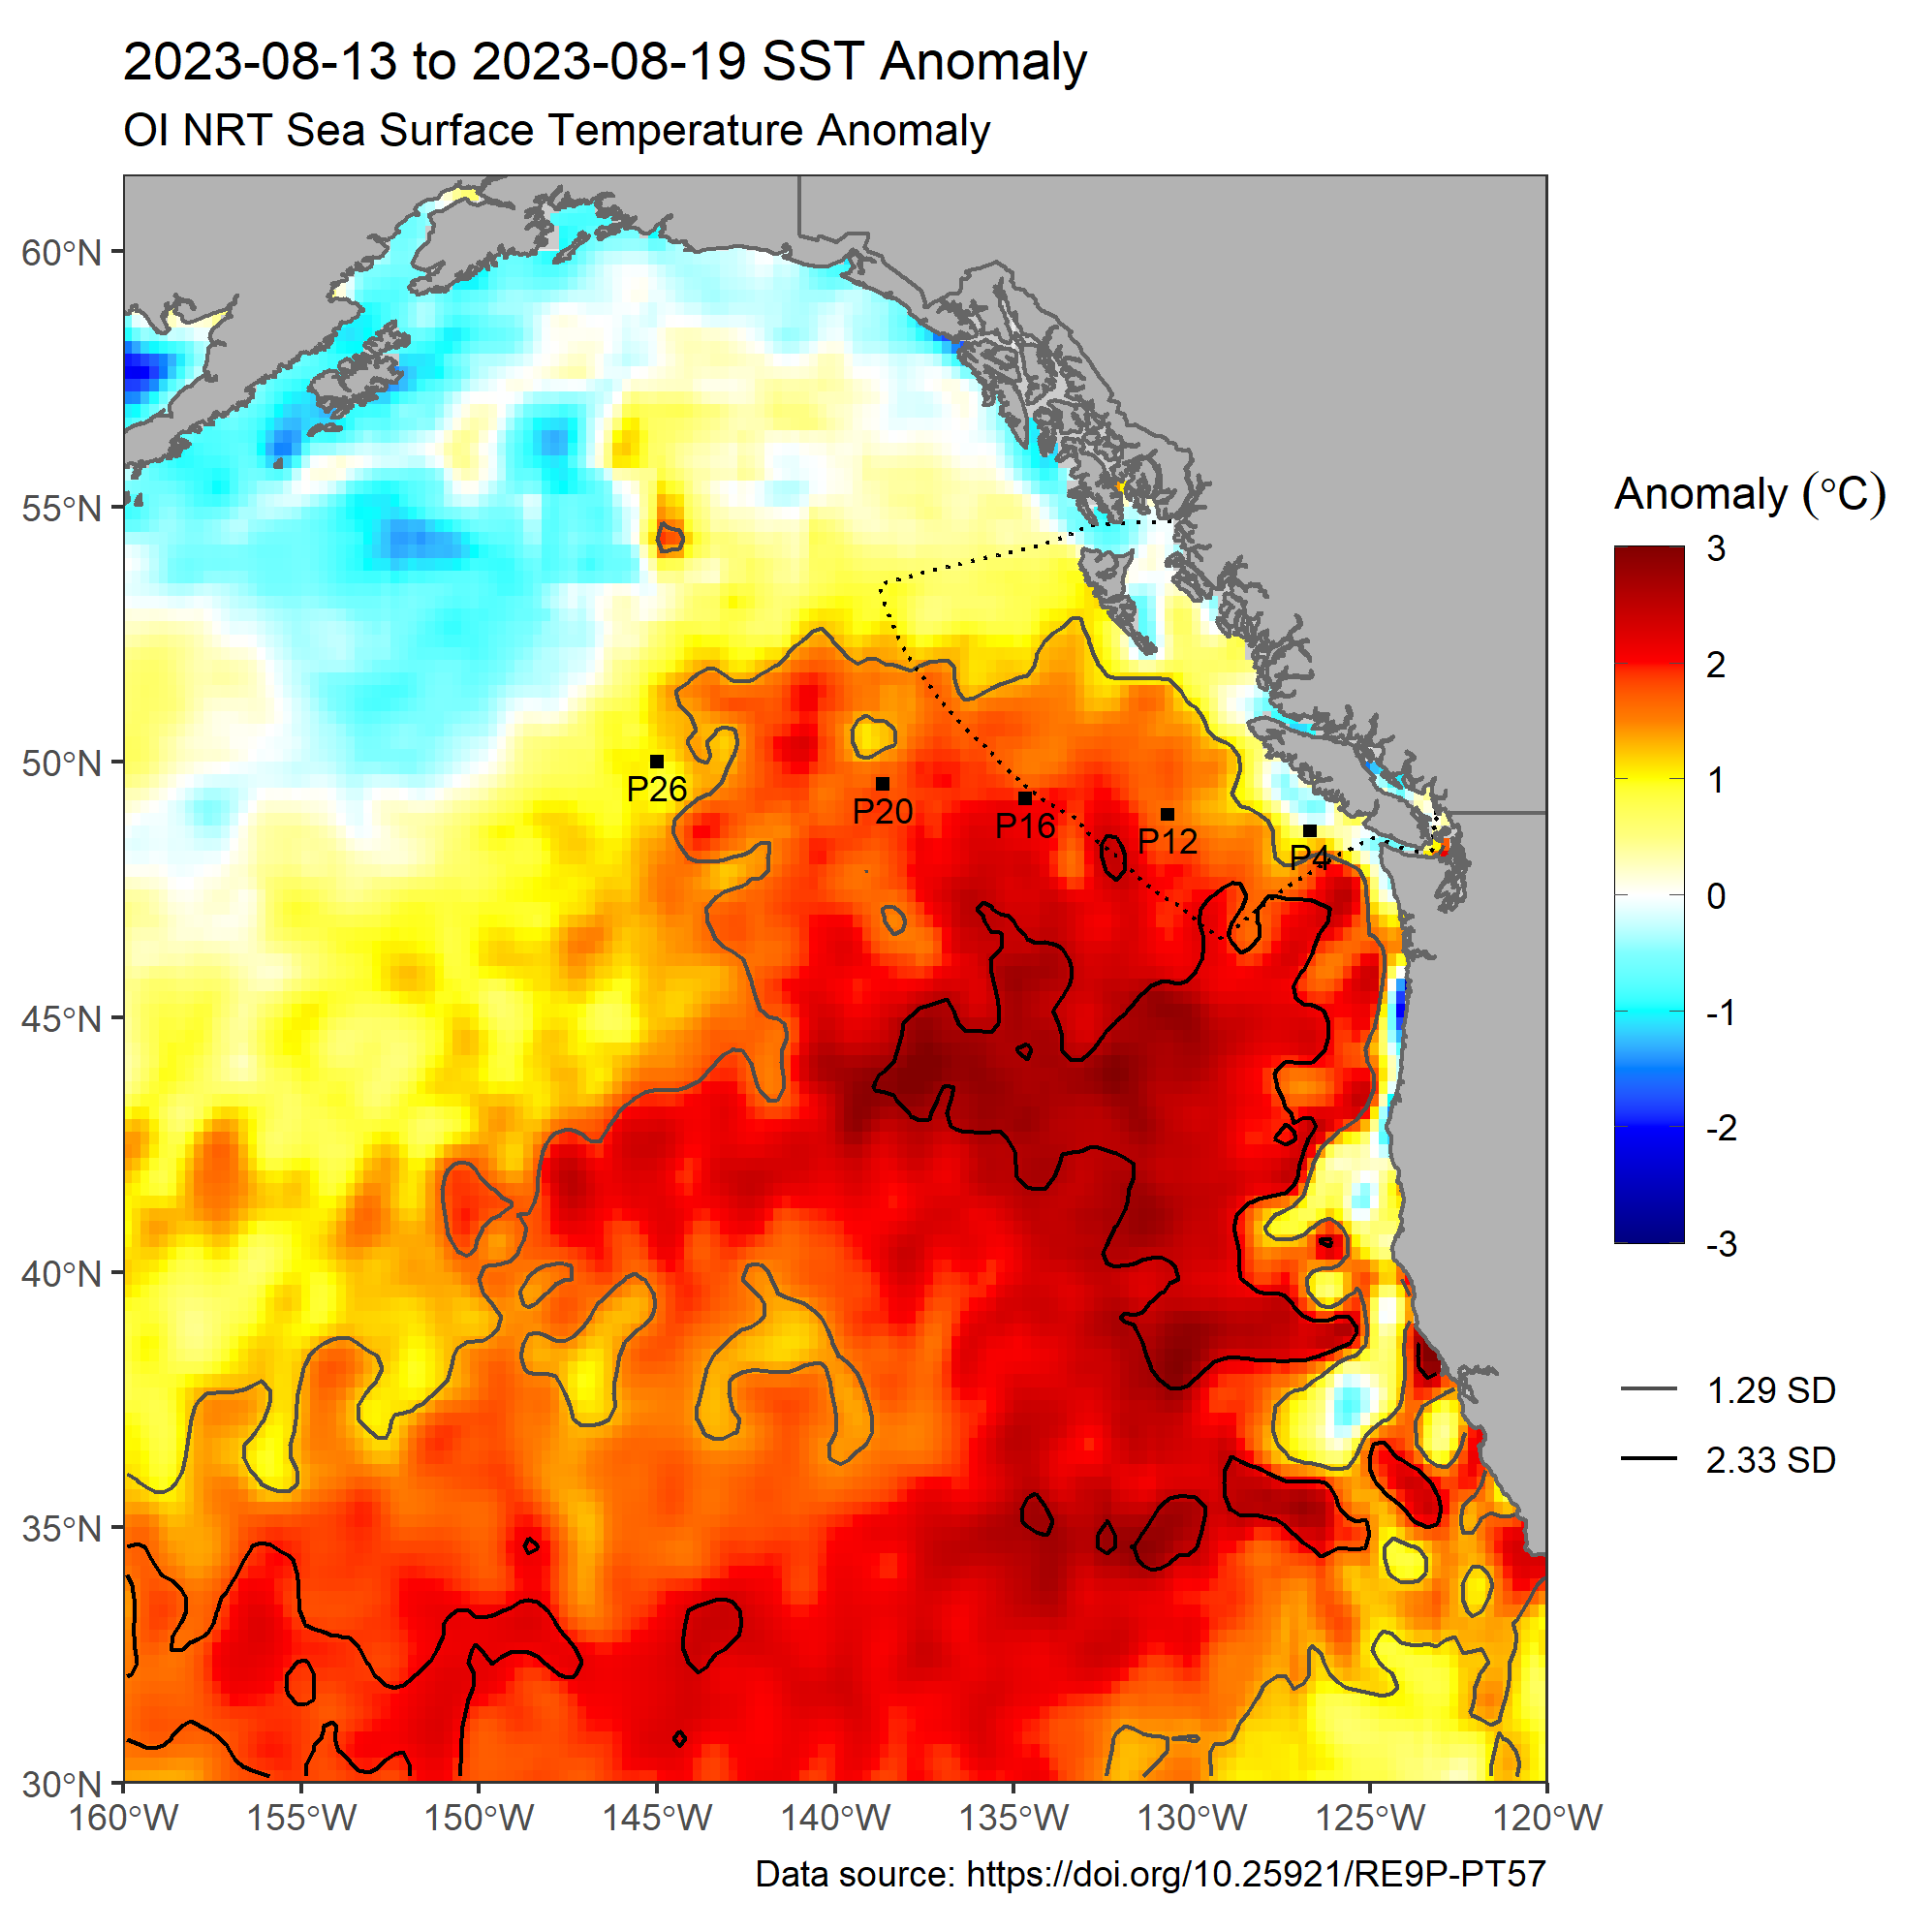 2023-08-13 to 2023-08-19 SST Anomaly
OI NRT Sea Surface Temperature Anomaly
60°N
55°N
50°N
45°N
40°N
35°N
30°N
P26
P20
P16
P12
P4
160°W
155°W
150°W
145°W
140°W
135°W
130°W
125°W
120°W
Anomaly (°C)
3
2
1
0
-1
-2
-3
1.29 SD
2.33 SD
Data source: https://doi.org/10.25921/RE9P-PT57